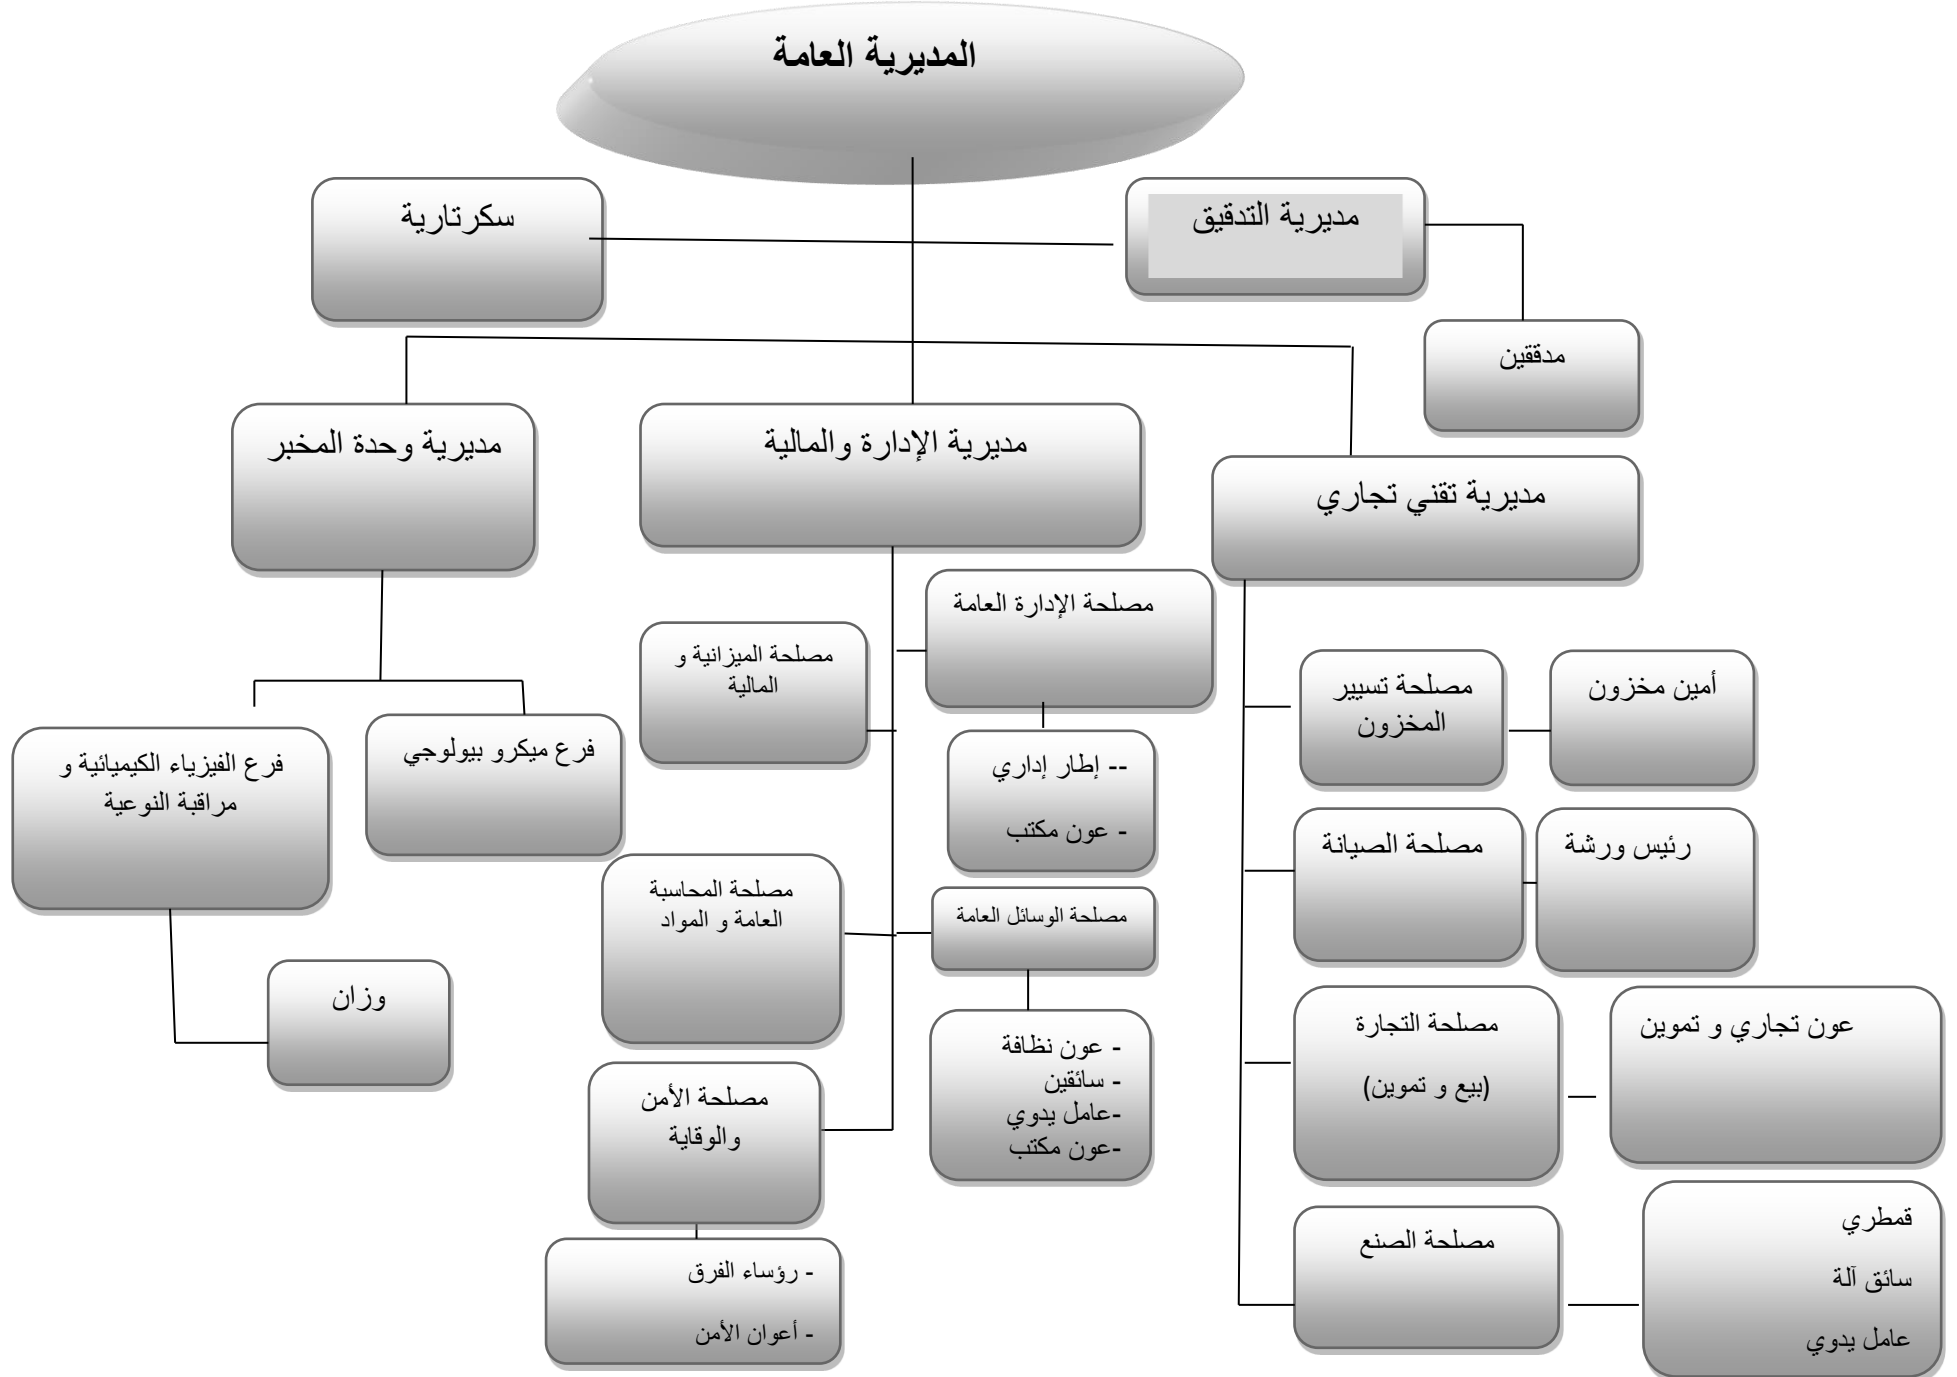 المديرية العامة
مديرية التدقيق
سكرتارية
مدققين
مديرية تقني تجاري
مديرية الإدارة والمالية
مديرية وحدة المخبر
مصلحة تسيير
المخزون
أمين مخزون
مصلحة الصيانة
رئيس ورشة
مصلحة التجارة
(بيع و تموين)
عون تجاري و تموين
مصلحة الصنع
قمطري
سائق آلة
عامل يدوي
مصلحة الإدارة العامة
-- إطار إداري
- عون مكتب
مصلحة الوسائل العامة
- عون نظافة
- سائقين
-عامل يدوي
-عون مكتب
مصلحة الميزانية و
المالية
مصلحة المحاسبة
العامة و المواد
مصلحة الأمن
والوقاية
- رؤساء الفرق
- أعوان الأمن
فرع ميكرو بيولوجي
فرع الفيزياء الكيميائية و
مراقبة النوعية
وزان